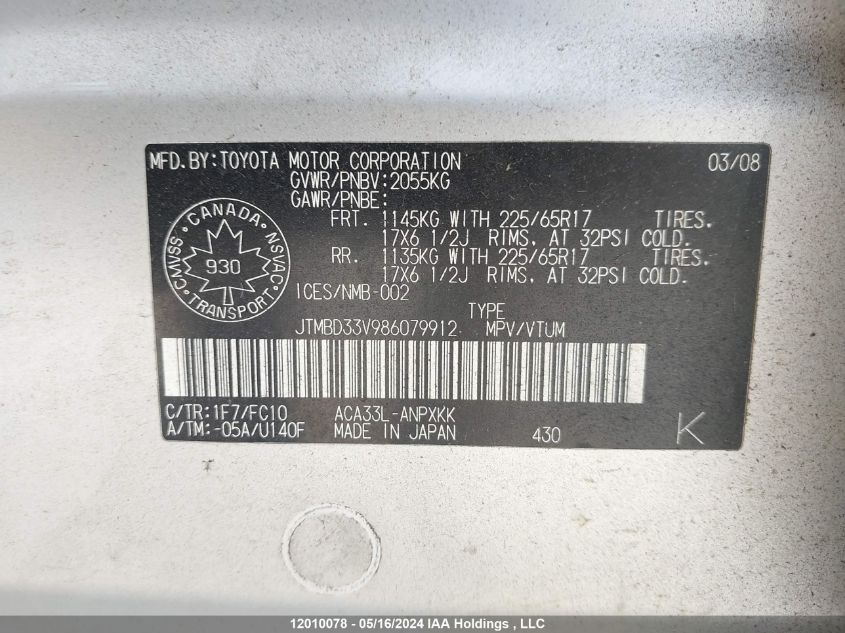 MFD.BY:TOYOTA MOTOR CORPORATION 03/08
GVWR/PNBV:2055KG
GAWR/PNBE:
FRT. 1145KG WITH 225/65R17 TIRES.
17X6 1/2J RIMS, AT 32PSI COLD.
RR. 1135KG WITH 225/65R17 TIRES.
17X6 1/2J RIMS, AT 32PSI COLD.
CANADA
CMVSS 930 NSVAC
TRANSPORT
ICES/NMB-002
TYPE
JTMBD33V986079912 MPV/VTUM
C/TR:1F7/FC10 ACA33L-ANPXKK
A/TM:-05A/U140F MADE IN JAPAN 430 K
12010078 - 05/16/2024 IAA Holdings , LLC